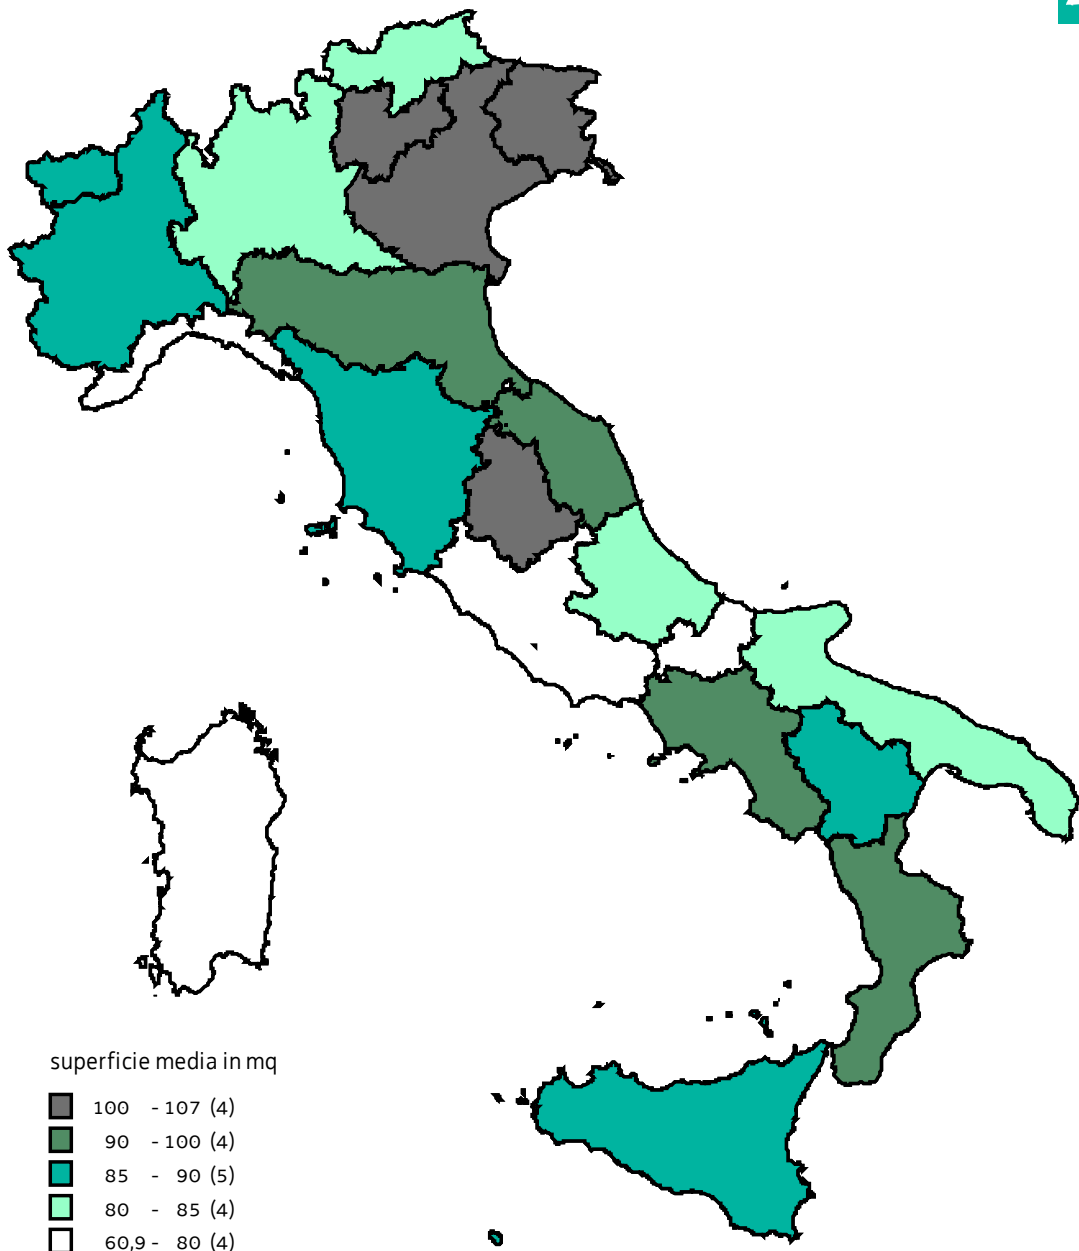 superficie media in mq
100 - 107 (4)
90 - 100 (4)
85 - 90 (5)
80 - 85 (4)
60,9 - 80 (4)